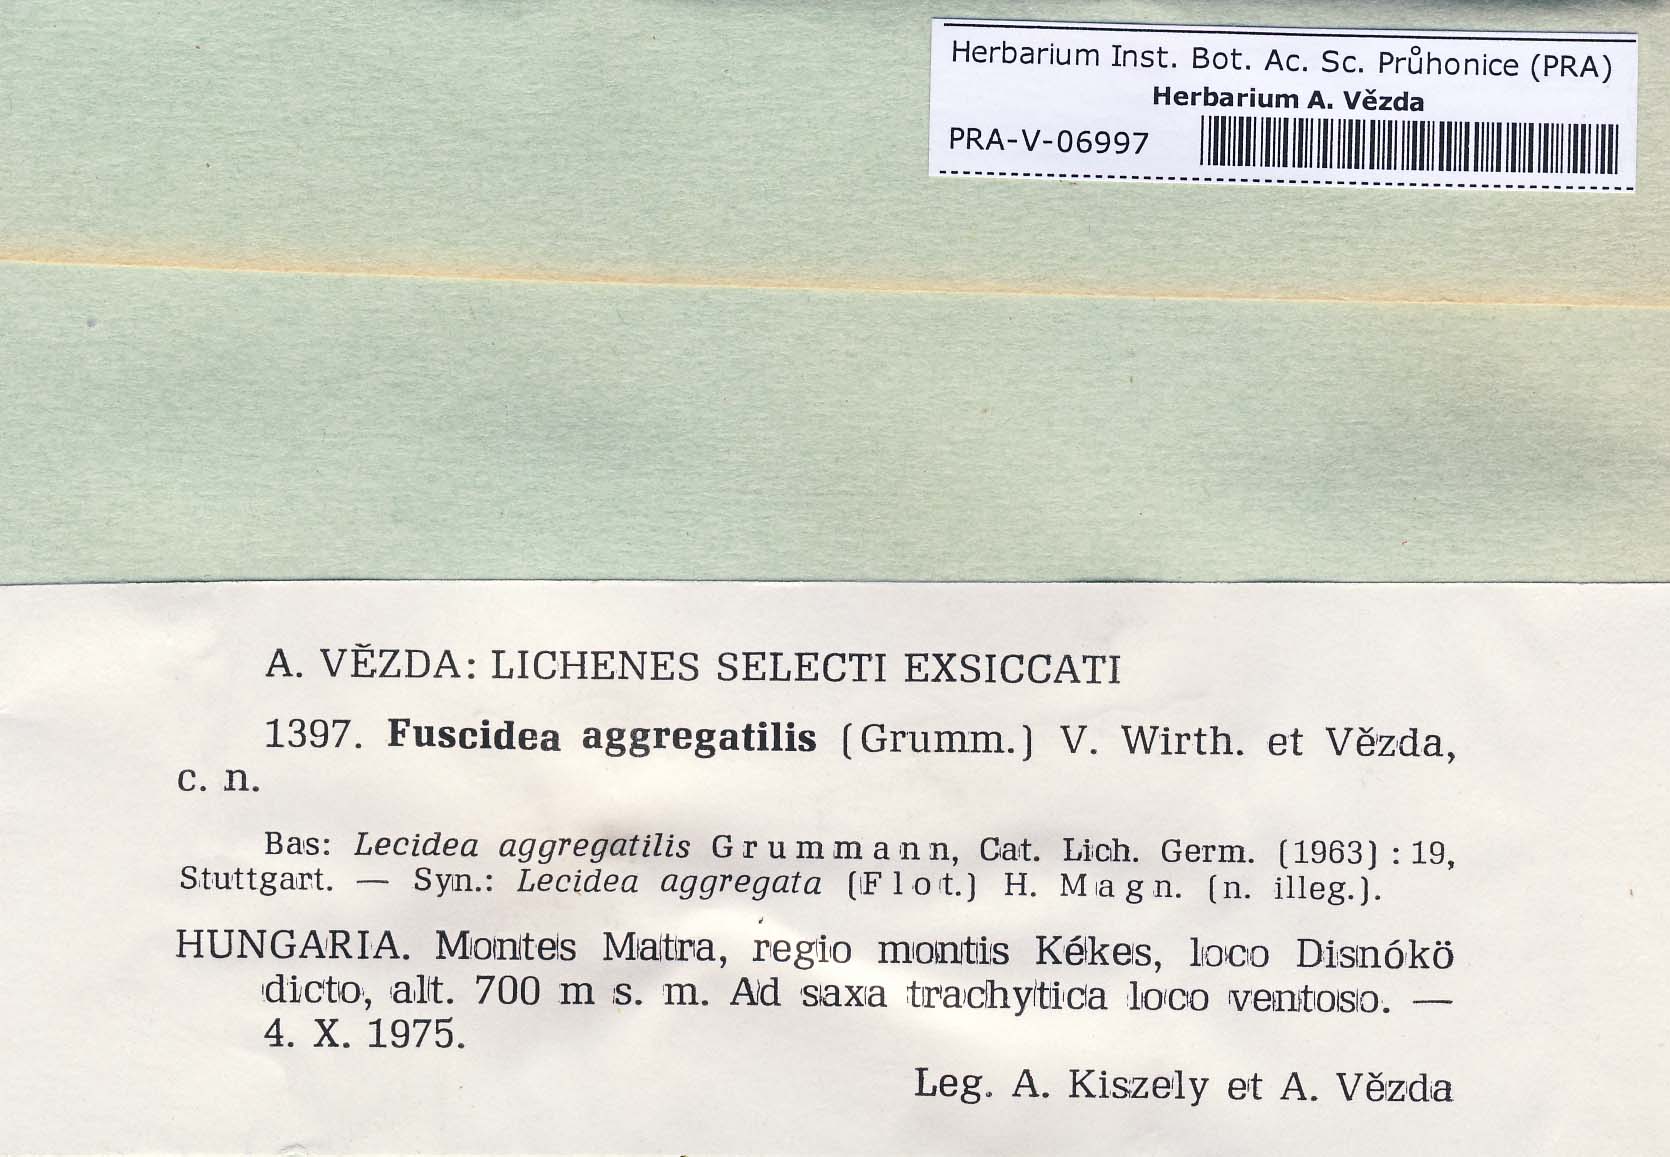 Herbarium Inst. Bot. Ac. Sc. Průhonice (PRA)
Herbarium A. Vězda
PRA-V-06997
A. VĚZDA: LICHENES SELECTI EXSICCATI
1397. Fuscidea aggregatilis (Grumm.) V. Wirth. et Vězda,
c. n.
Bas: Lecidea aggregatilis Grummann, Cat. Lich. Germ. (1963) : 19,
Stuttgart. — Syn.: Lecidea aggregata (Flot.) H. Magn. (n. illeg.).
HUNGARIA. Montes Matra, regio montis Kékes, loco Disnókö
dicto, alt. 700 m s. m. Ad saxa trachytica loco ventoso. —
4. X. 1975.
Leg. A. Kiszely et A. Vězda